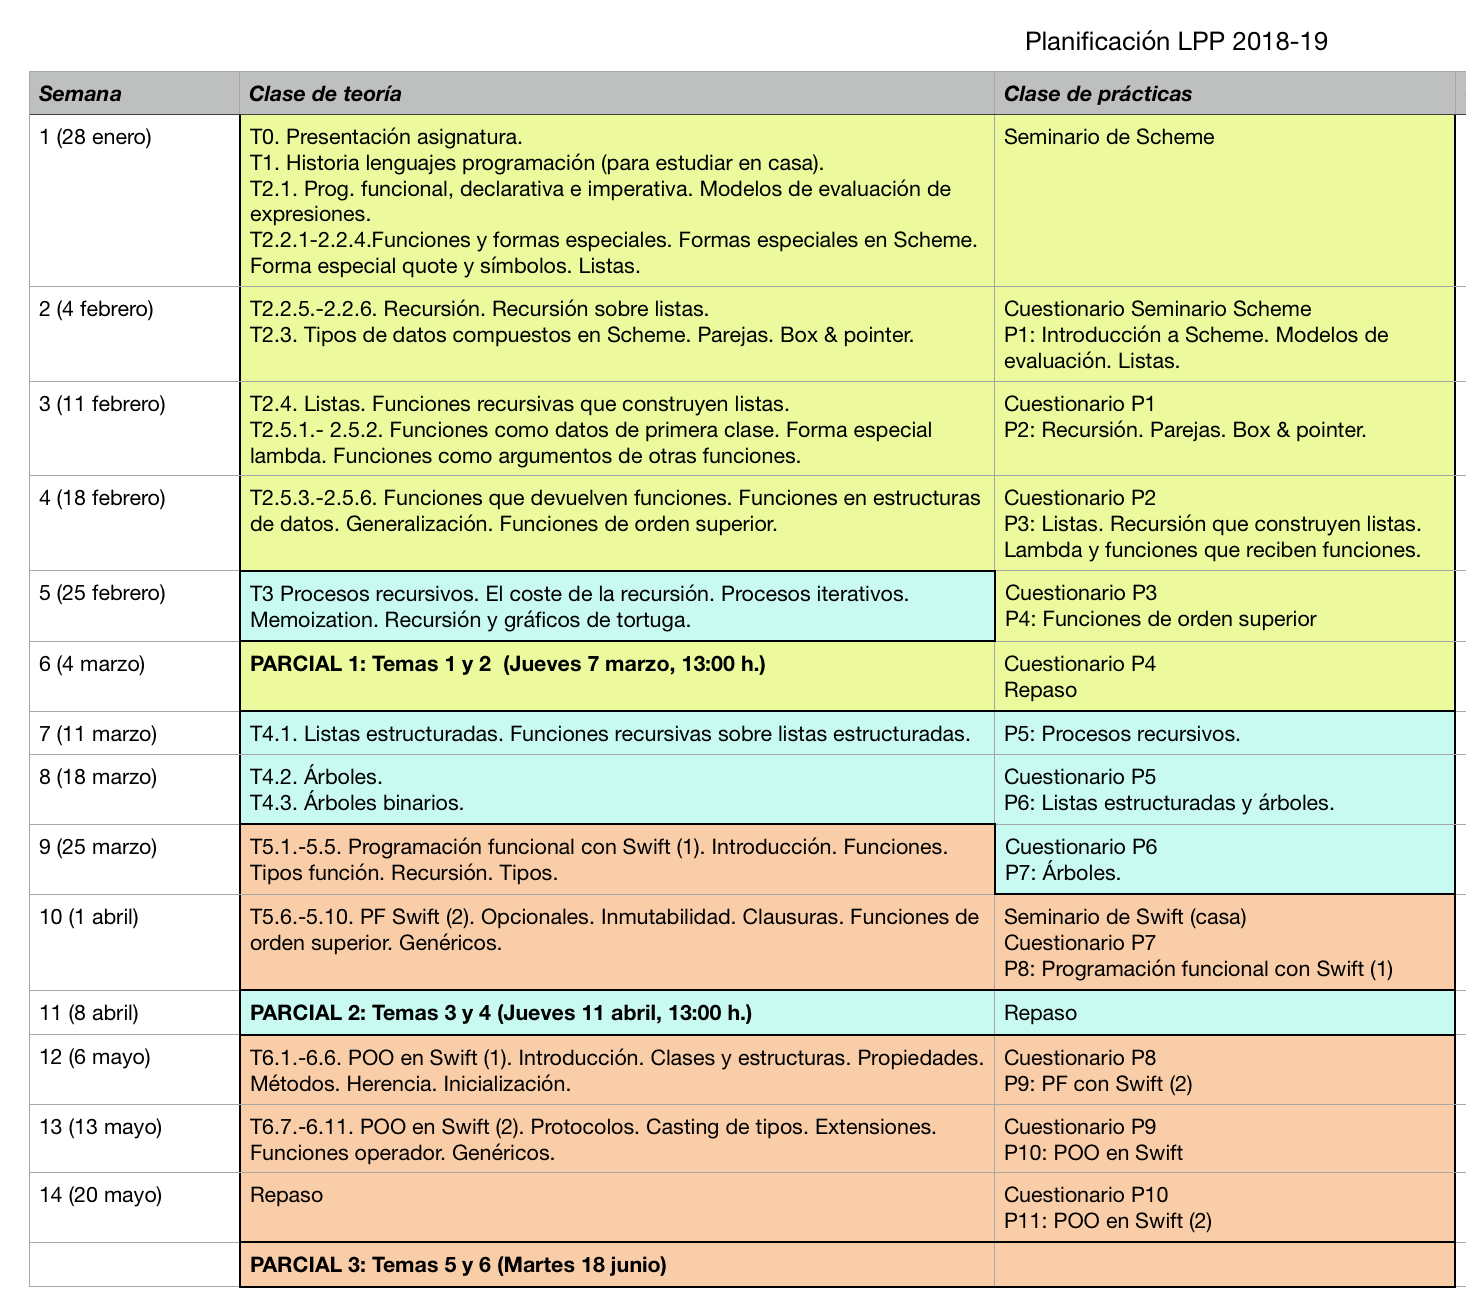 Planificación LPP 2018-19
Semana
Clase de teoría
Clase de prácticas
1 (28 enero)
T0. Presentación asignatura.
T1. Historia lenguajes programación (para estudiar en casa).
T2.1. Prog. funcional, declarativa e imperativa. Modelos de evaluación de
expresiones.
T2.2.1-2.2.4.Funciones y formas especiales. Formas especiales en Scheme.
Forma especial quote y símbolos. Listas.
Seminario de Scheme
2 (4 febrero)
T2.2.5.-2.2.6. Recursión. Recursión sobre listas.
T2.3. Tipos de datos compuestos en Scheme. Parejas. Box & pointer.
Cuestionario Seminario Scheme
P1: Introducción a Scheme. Modelos de
evaluación. Listas.
3 (11 febrero)
T2.4. Listas. Funciones recursivas que construyen listas.
T2.5.1.- 2.5.2. Funciones como datos de primera clase. Forma especial
lambda. Funciones como argumentos de otras funciones.
Cuestionario P1
P2: Recursión. Parejas. Box & pointer.
4 (18 febrero)
T2.5.3.-2.5.6. Funciones que devuelven funciones. Funciones en estructuras
de datos. Generalización. Funciones de orden superior.
Cuestionario P2
P3: Listas. Recursión que construyen listas.
Lambda y funciones que reciben funciones.
5 (25 febrero)
T3 Procesos recursivos. El coste de la recursión. Procesos iterativos.
Memoization. Recursión y gráficos de tortuga.
Cuestionario P3
P4: Funciones de orden superior
6 (4 marzo)
PARCIAL 1: Temas 1 y 2  (Jueves 7 marzo, 13:00 h.)
Cuestionario P4
Repaso
7 (11 marzo)
T4.1. Listas estructuradas. Funciones recursivas sobre listas estructuradas.
P5: Procesos recursivos.
8 (18 marzo)
T4.2. Árboles.
T4.3. Árboles binarios.
Cuestionario P5
P6: Listas estructuradas y árboles.
9 (25 marzo)
T5.1.-5.5. Programación funcional con Swift (1). Introducción. Funciones.
Tipos función. Recursión. Tipos.
Cuestionario P6
P7: Árboles.
10 (1 abril)
T5.6.-5.10. PF Swift (2). Opcionales. Inmutabilidad. Clausuras. Funciones de
orden superior. Genéricos.
Seminario de Swift (casa)
Cuestionario P7
P8: Programación funcional con Swift (1)
11 (8 abril)
PARCIAL 2: Temas 3 y 4 (Jueves 11 abril, 13:00 h.)
Repaso
12 (6 mayo)
T6.1.-6.6. POO en Swift (1). Introducción. Clases y estructuras. Propiedades.
Métodos. Herencia. Inicialización.
Cuestionario P8
P9: PF con Swift (2)
13 (13 mayo)
T6.7.-6.11. POO en Swift (2). Protocolos. Casting de tipos. Extensiones.
Funciones operador. Genéricos.
Cuestionario P9
P10: POO en Swift
14 (20 mayo)
Repaso
Cuestionario P10
P11: POO en Swift (2)
PARCIAL 3: Temas 5 y 6 (Martes 18 junio)